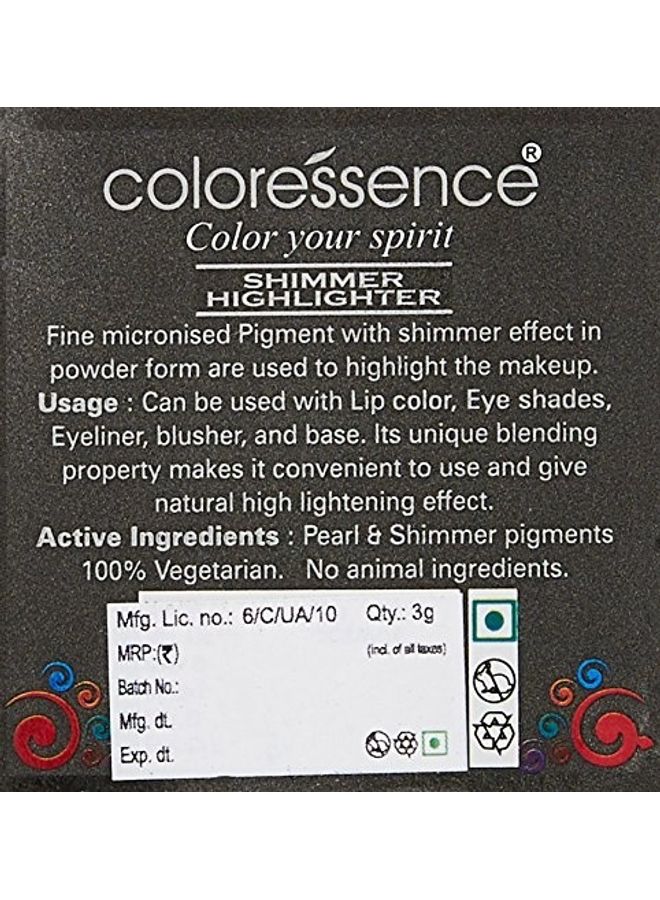 coloressence®
Color your spirit
SHIMMER
HIGHLIGHTER
Fine micronised Pigment with shimmer effect in
powder form are used to highlight the makeup.
Usage : Can be used with Lip color, Eye shades,
Eyeliner, blusher, and base. Its unique blending
property makes it convenient to use and give
natural high lightening effect.
Active Ingredients : Pearl & Shimmer pigments
100% Vegetarian. No animal ingredients.
Mfg. Lic. no.: 6/C/UA/10 Qty.: 3g
MRP:(₹) (incl. of all taxes)
Batch No.:
Mfg. dt.
Exp. dt.